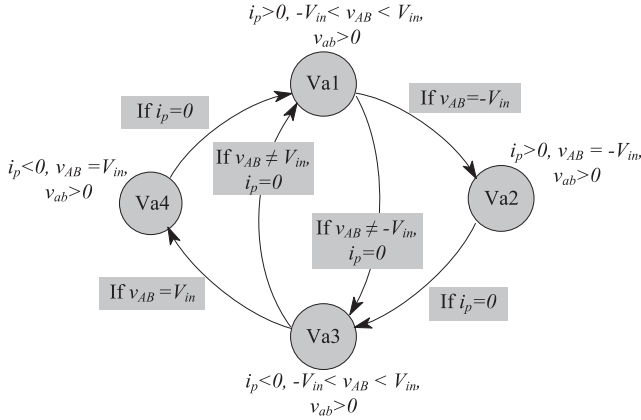 i_p>0, -V_in< v_AB < V_in,
v_ab>0
Va1
If i_p=0
If v_AB=-V_in
If v_AB ≠ V_in,
i_p=0
i_p<0, v_AB =V_in,
v_ab>0
Va4
i_p>0, v_AB = -V_in,
v_ab>0
Va2
If v_AB ≠ -V_in,
i_p=0
If v_AB =V_in
If i_p=0
Va3
i_p<0, -V_in< v_AB < V_in,
v_ab>0